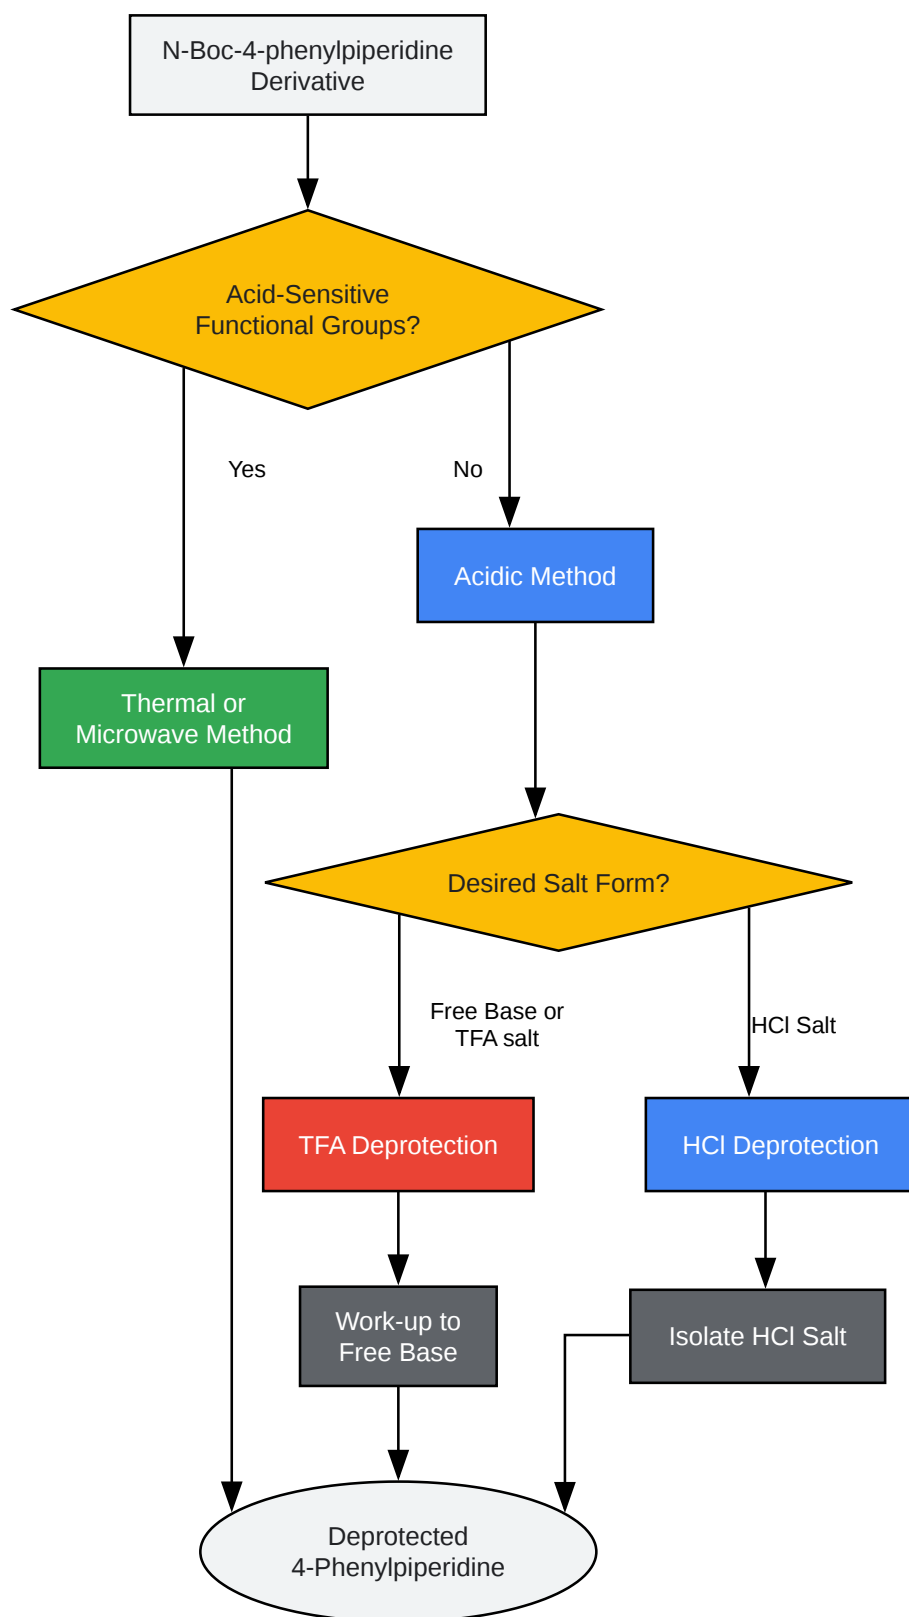 N-Boc-4-phenylpiperidine
Derivative
Acid-Sensitive
Functional Groups?
Yes
No
Acidic Method
Thermal or
Microwave Method
Desired Salt Form?
Free Base or
TFA salt
HCl Salt
TFA Deprotection
HCl Deprotection
Work-up to
Free Base
Isolate HCl Salt
Deprotected
4-Phenylpiperidine